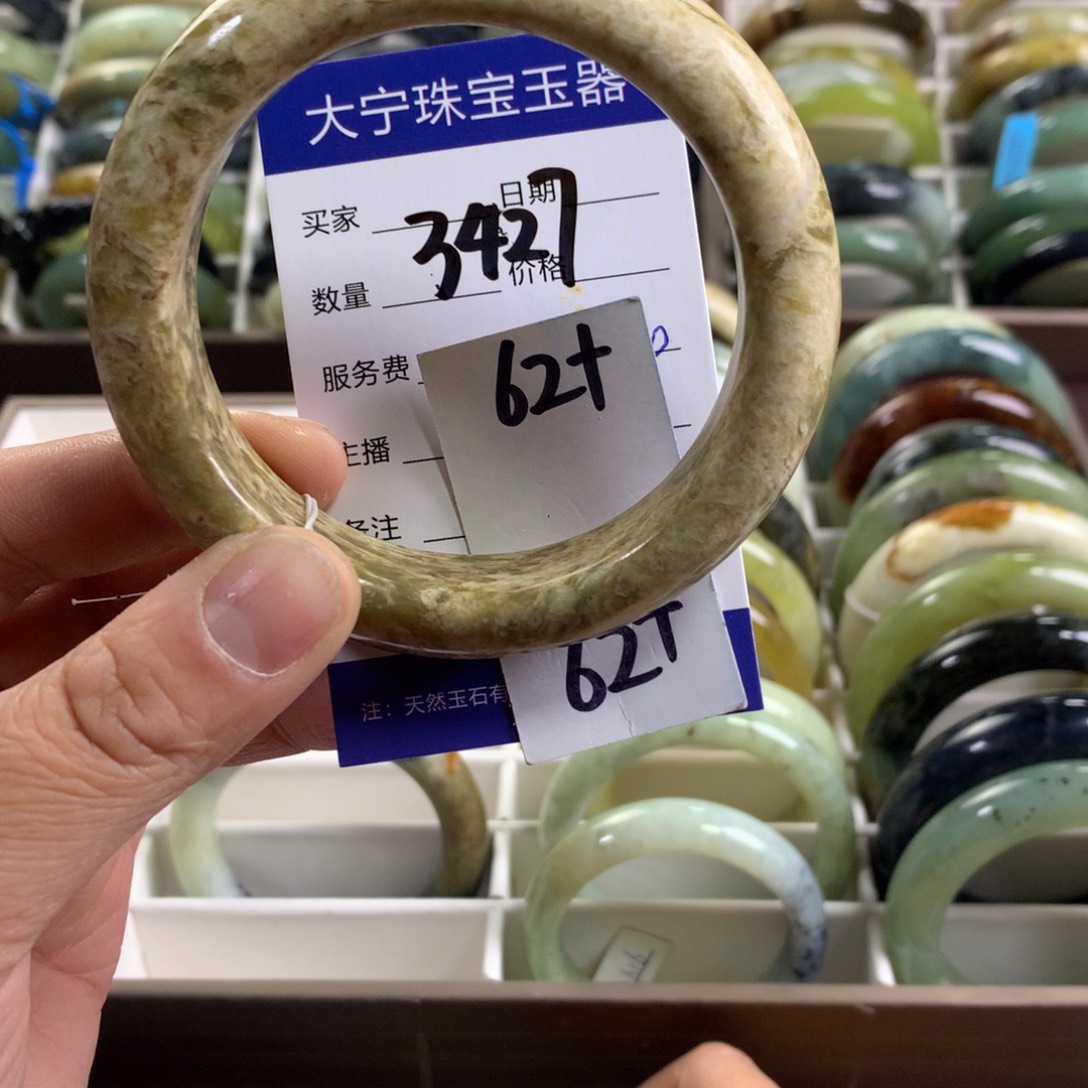 大宁珠宝玉器
买家 日期
3427
数量 价格
服务费
主播
备注
62+
62+
注：天然玉石有